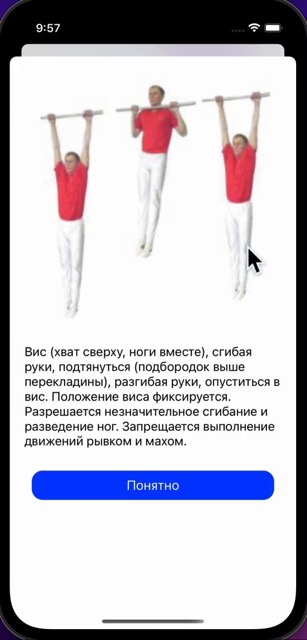 9:57
Вис (хват сверху, ноги вместе), сгибая
руки, подтянуться (подбородок выше
перекладины), разгибая руки, опуститься в
вис. Положение виса фиксируется.
Разрешается незначительное сгибание и
разведение ног. Запрещается выполнение
движений рывком и махом.
Понятно